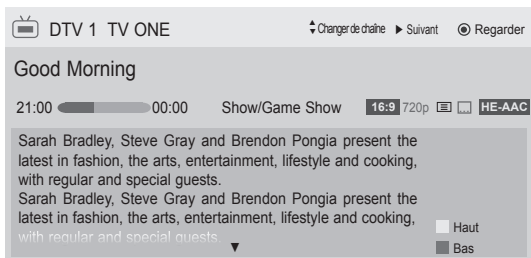 DTV 1 TV ONE Changer de chaîne Suivant Regarder
Good Morning
21:00 00:00 Show/Game Show 16:9 720p HE-AAC
Sarah Bradley, Steve Gray and Brendon Pongia present the
latest in fashion, the arts, entertainment, lifestyle and cooking,
with regular and special guests.
Sarah Bradley, Steve Gray and Brendon Pongia present the
latest in fashion, the arts, entertainment, lifestyle and cooking,
with regular and special guests.
Haut
Bas